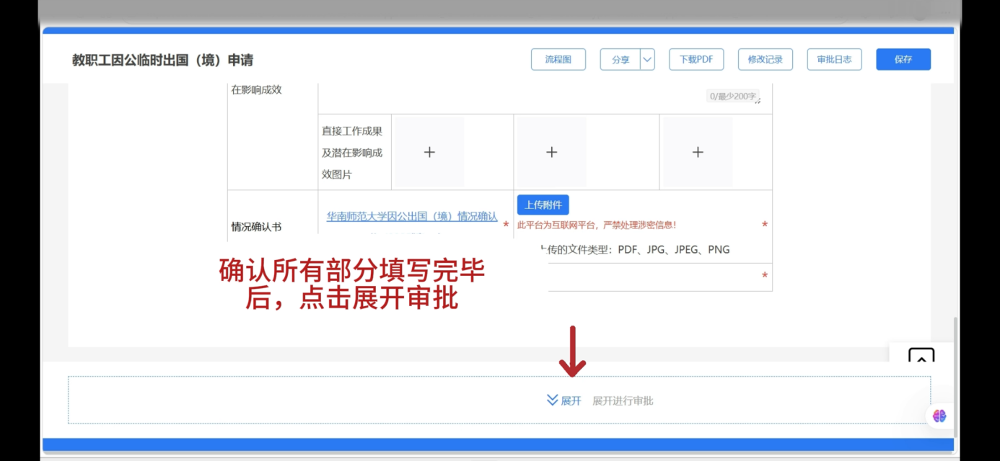 教职工因公临时出国（境）申请
流程图
分享
下载PDF
修改记录
审批日志
保存
在影响成效
0/最少200字
直接工作成果
及潜在影响成
效图片
情况确认书
华南师范大学因公出国（境）情况确认
*
上传附件
此平台为互联网平台，严禁处理涉密信息！
*
传的文件类型：PDF、JPG、JPEG、PNG
*
确认所有部分填写完毕
后，点击展开审批
展开 展开进行审批